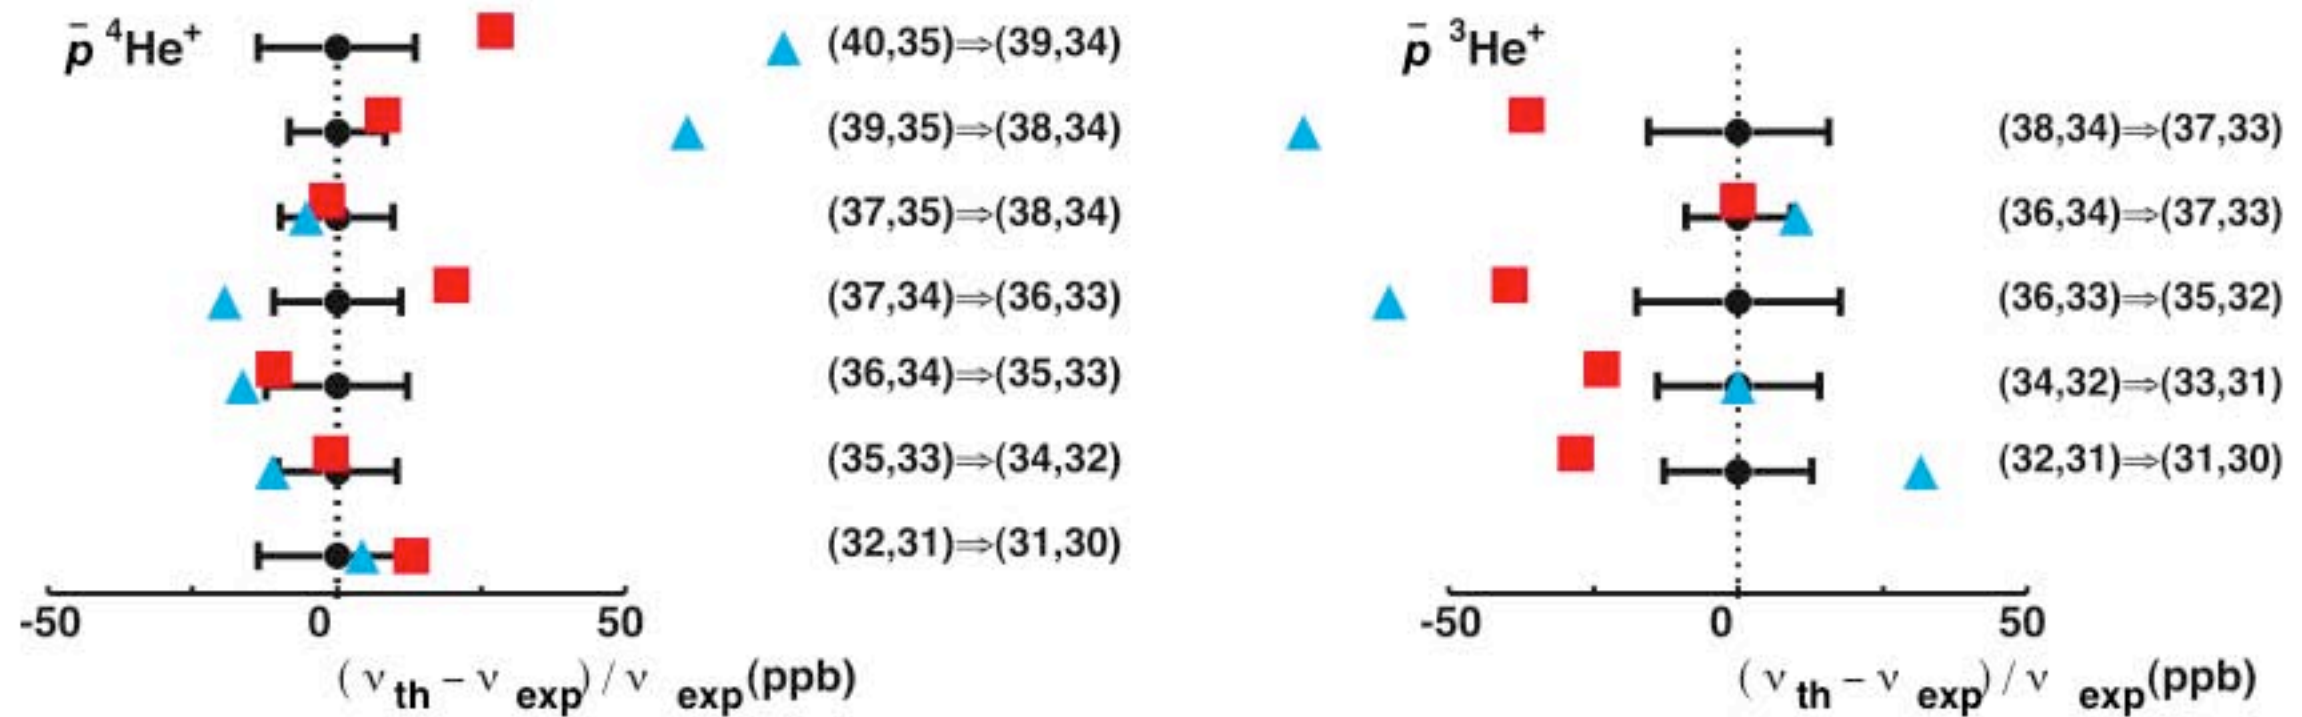 p̄ ⁴He⁺
(40,35)⇒(39,34)
(39,35)⇒(38,34)
(37,35)⇒(38,34)
(37,34)⇒(36,33)
(36,34)⇒(35,33)
(35,33)⇒(34,32)
(32,31)⇒(31,30)
-50 0 50
(ν th – ν exp) / ν exp (ppb)
p̄ ³He⁺
(38,34)⇒(37,33)
(36,34)⇒(37,33)
(36,33)⇒(35,32)
(34,32)⇒(33,31)
(32,31)⇒(31,30)
-50 0 50
(ν th – ν exp) / ν exp (ppb)